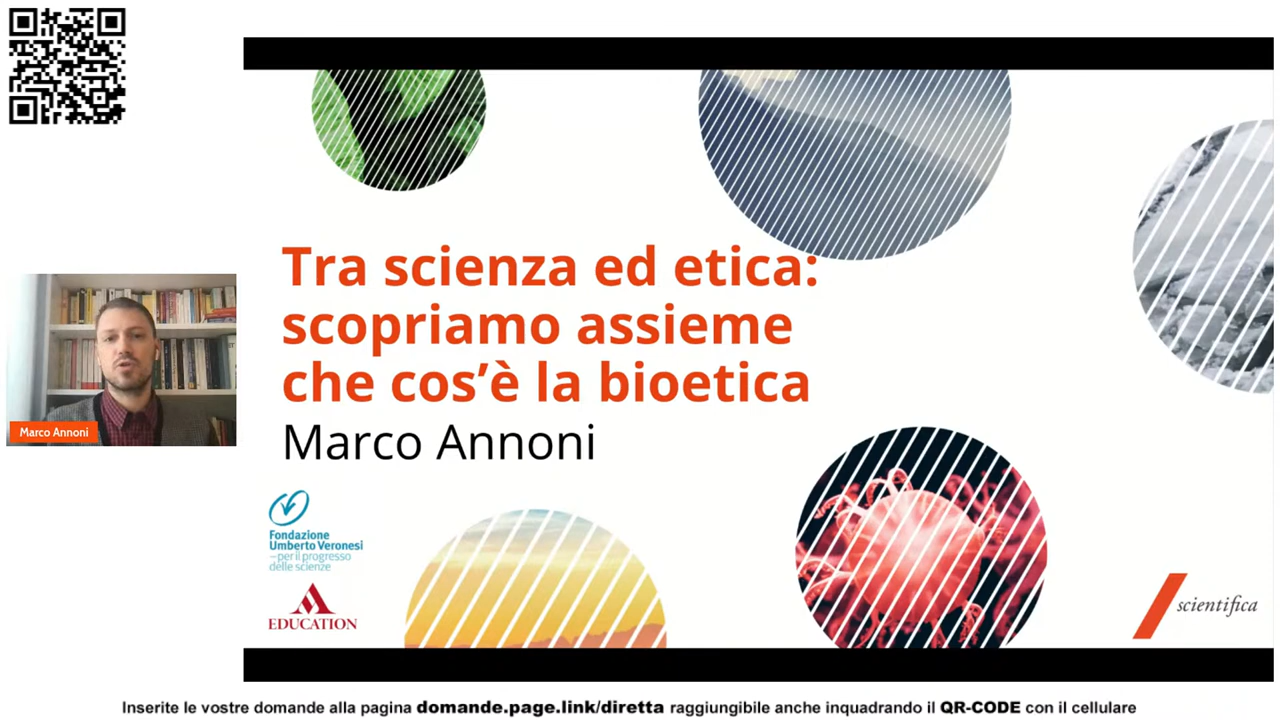 Tra scienza ed etica:
scopriamo assieme
che cos’è la bioetica
Marco Annoni
Marco Annoni
Fondazione
Umberto Veronesi
–per il progresso
delle scienze
EDUCATION
scientifica
Inserite le vostre domande alla pagina domande.page.link/diretta raggiungibile anche inquadrando il QR-CODE con il cellulare